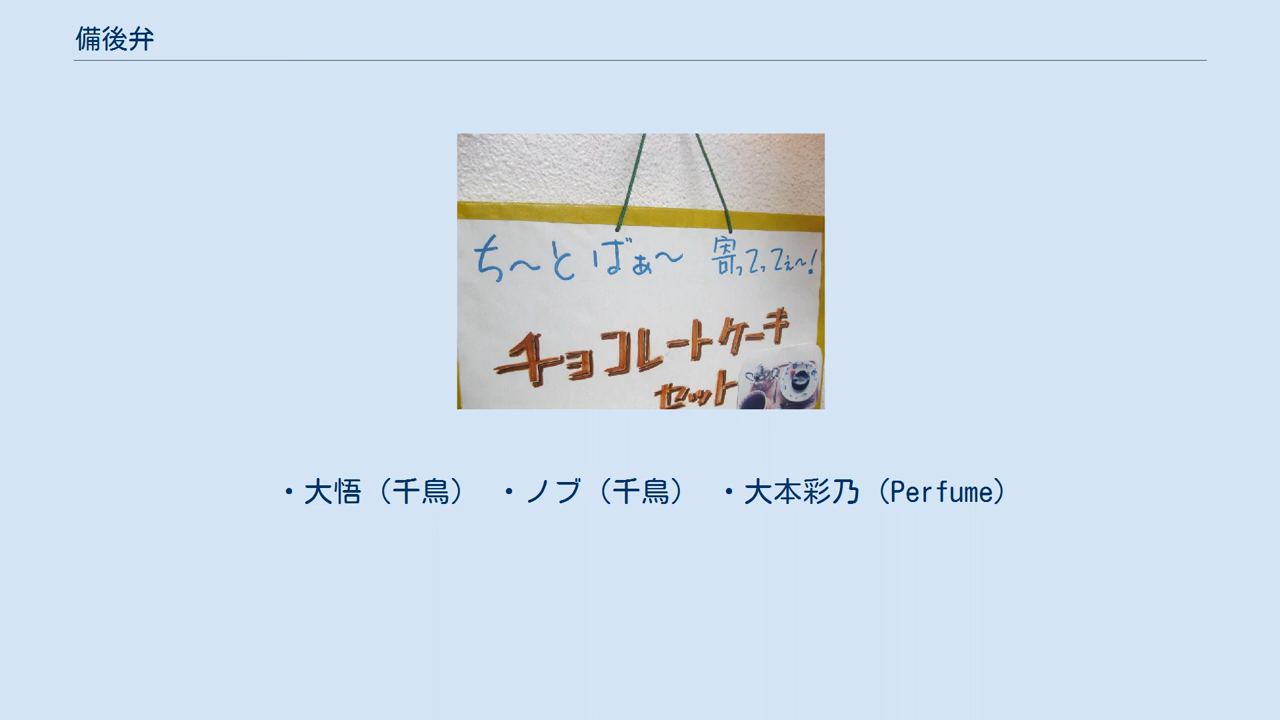 備後弁
ち〜とばぁ〜 寄ってってぇ〜!
チョコレートケーキ
セット
・大悟（千鳥） ・ノブ（千鳥） ・大本彩乃（Perfume）